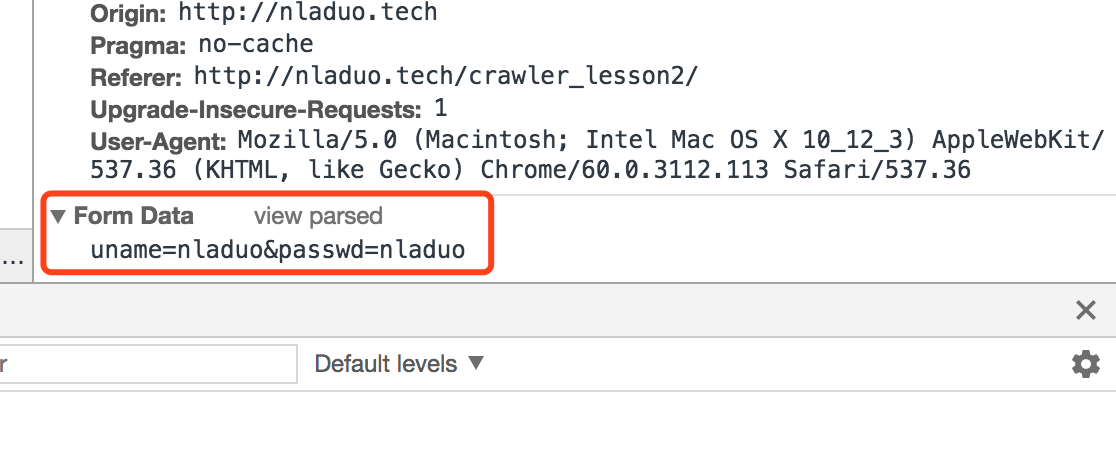 Origin: http://nladuo.tech
Pragma: no-cache
Referer: http://nladuo.tech/crawler_lesson2/
Upgrade-Insecure-Requests: 1
User-Agent: Mozilla/5.0 (Macintosh; Intel Mac OS X 10_12_3) AppleWebKit/
537.36 (KHTML, like Gecko) Chrome/60.0.3112.113 Safari/537.36
▼ Form Data view parsed
uname=nladuo&passwd=nladuo
...
r Default levels ▼